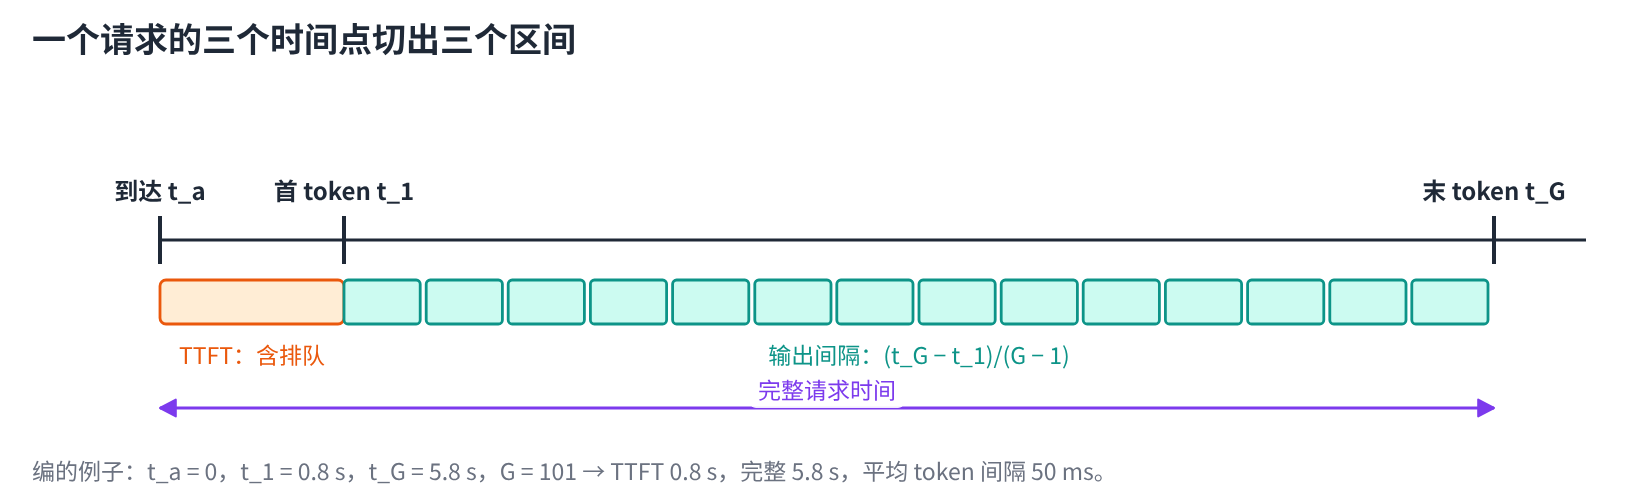 一个请求的三个时间点切出三个区间
到达 t_a
首 token t_1
末 token t_G
TTFT：含排队
输出间隔：(t_G − t_1)/(G − 1)
完整请求时间
编的例子：t_a = 0，t_1 = 0.8 s，t_G = 5.8 s，G = 101 → TTFT 0.8 s，完整 5.8 s，平均 token 间隔 50 ms。